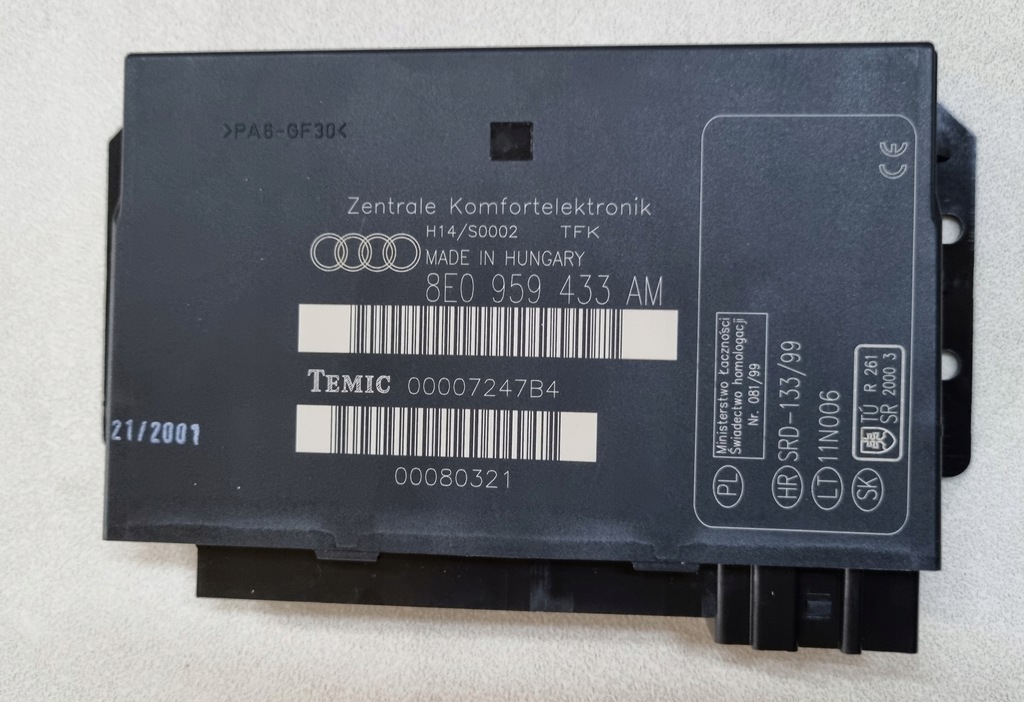 >PA6-GF30<
Zentrale Komfortelektronik
H14/S0002 TFK
MADE IN HUNGARY
8E0 959 433 AM
TEMIC 00007247B4
00080321
21/2001
CE
PL
Ministerstwo Łączności
Świadectwo homologacji
Nr. 081/99
HR SRD-133/99
LT 11N006
SK
TÚ R 261
SR 2000 3